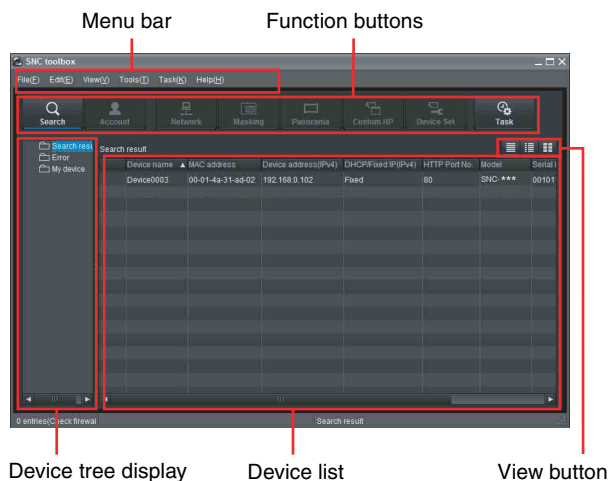 Menu bar Function buttons
SNC toolbox
File(F) Edit(E) View(V) Tools(T) Task(K) Help(H)
Search Account Network Masking Panorama Custom HP Device Set. Task
Search resu
Error
My device
Search result
Device name MAC address Device address(IPv4) DHCP/Fixed IP(IPv4) HTTP Port No. Model Serial
Device0003 00-01-4a-31-ad-02 192.168.0.102 Fixed 80 SNC-*** 00101
0 entries(Check firewal Search result
Device tree display Device list View button